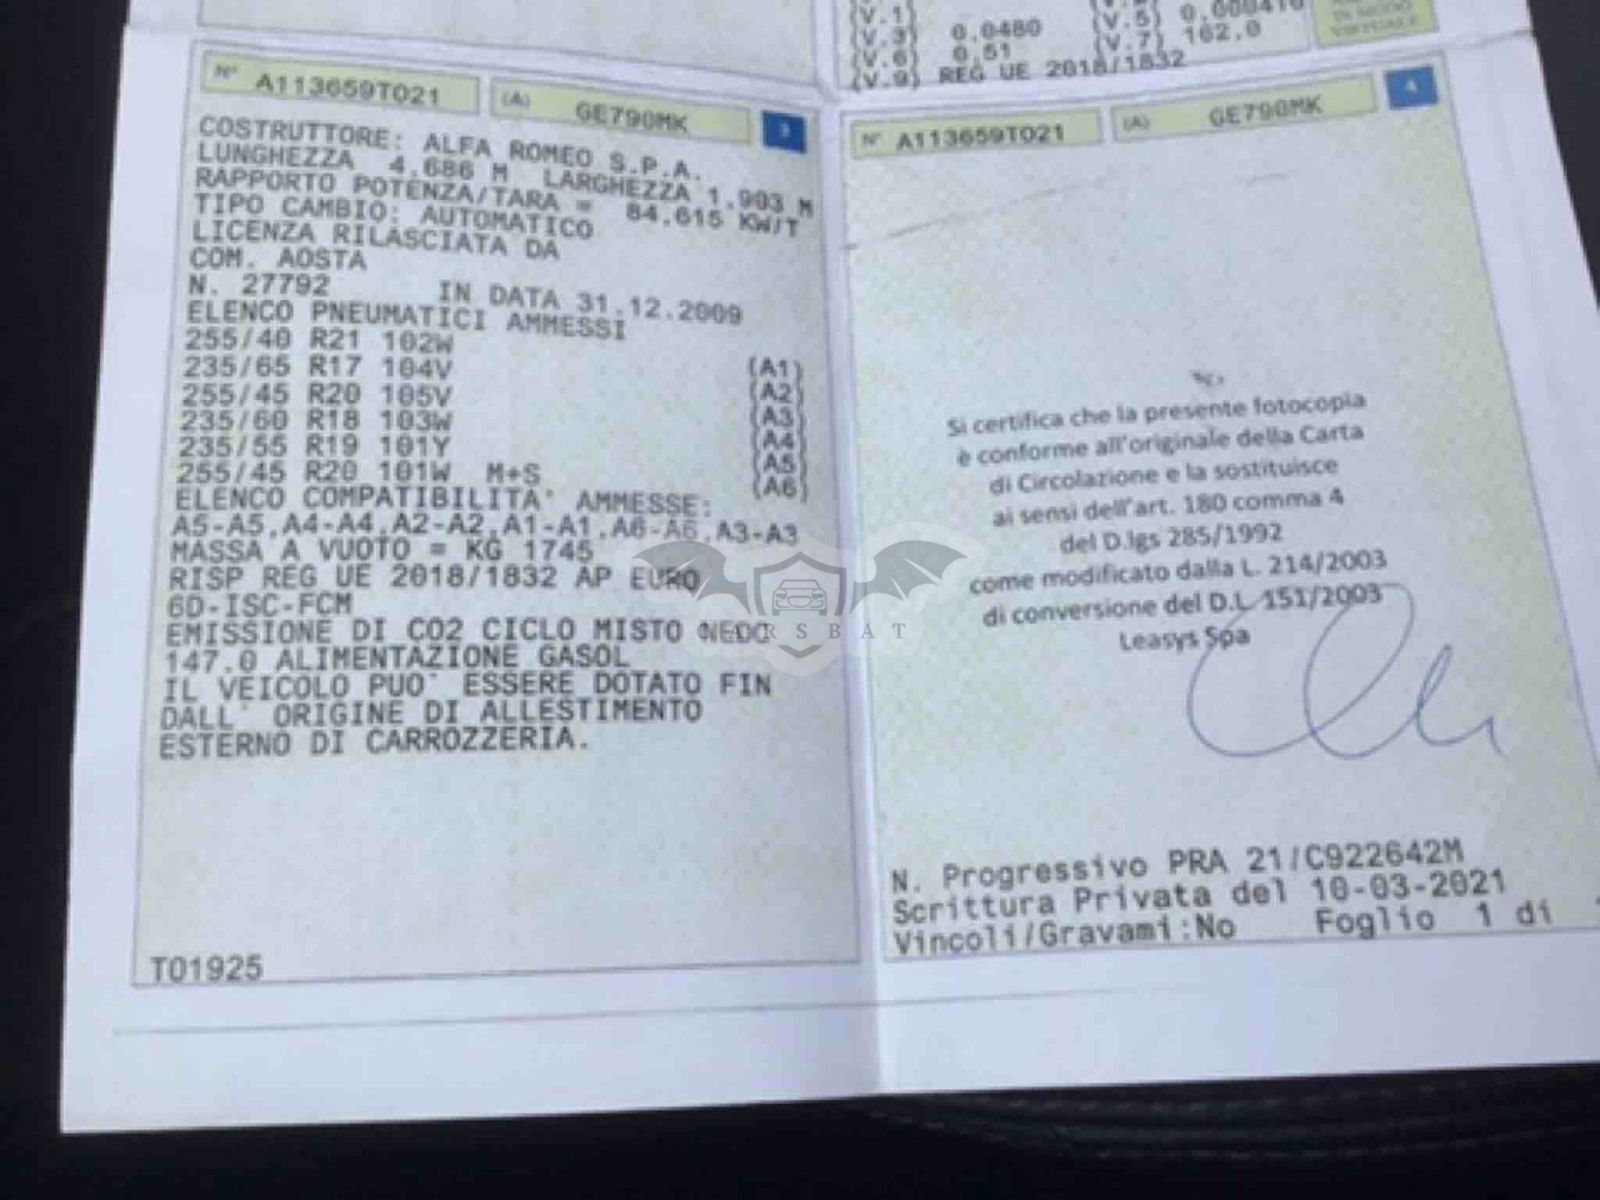 (V.1)
(V.3) 0.0480 (V.5) 0.000410
(V.6) 0.51 (V.7) 162.0
(V.9) REG UE 2018/1832
IN MODO
VIRTUALE
N° A113659T021 (A) GE790MK 3
COSTRUTTORE: ALFA ROMEO S.P.A.
LUNGHEZZA 4.686 M LARGHEZZA 1.903 M
RAPPORTO POTENZA/TARA = 84.615 KW/T
TIPO CAMBIO: AUTOMATICO
LICENZA RILASCIATA DA
COM. AOSTA
N. 27792 IN DATA 31.12.2009
ELENCO PNEUMATICI AMMESSI
255/40 R21 102W (A1)
235/65 R17 104V (A2)
255/45 R20 105V (A3)
235/60 R18 103W (A4)
235/55 R19 101Y (A5)
255/45 R20 101W M+S (A6)
ELENCO COMPATIBILITA' AMMESSE:
A5-A5,A4-A4,A2-A2,A1-A1,A6-A6,A3-A3
MASSA A VUOTO = KG 1745
RISP REG UE 2018/1832 AP EURO
6D-ISC-FCM
EMISSIONE DI CO2 CICLO MISTO NEDC
147.0 ALIMENTAZIONE GASOL
IL VEICOLO PUO' ESSERE DOTATO FIN
DALL' ORIGINE DI ALLESTIMENTO
ESTERNO DI CARROZZERIA.
T01925
N° A113659T021 (A) GE790MK 4
Si certifica che la presente fotocopia
è conforme all'originale della Carta
di Circolazione e la sostituisce
ai sensi dell'art. 180 comma 4
del D.lgs 285/1992
come modificato dalla L. 214/2003
di conversione del D.L 151/2003
Leasys Spa
N. Progressivo PRA 21/C922642M
Scrittura Privata del 10-03-2021
Vincoli/Gravami:No Foglio 1 di
CARSBAT